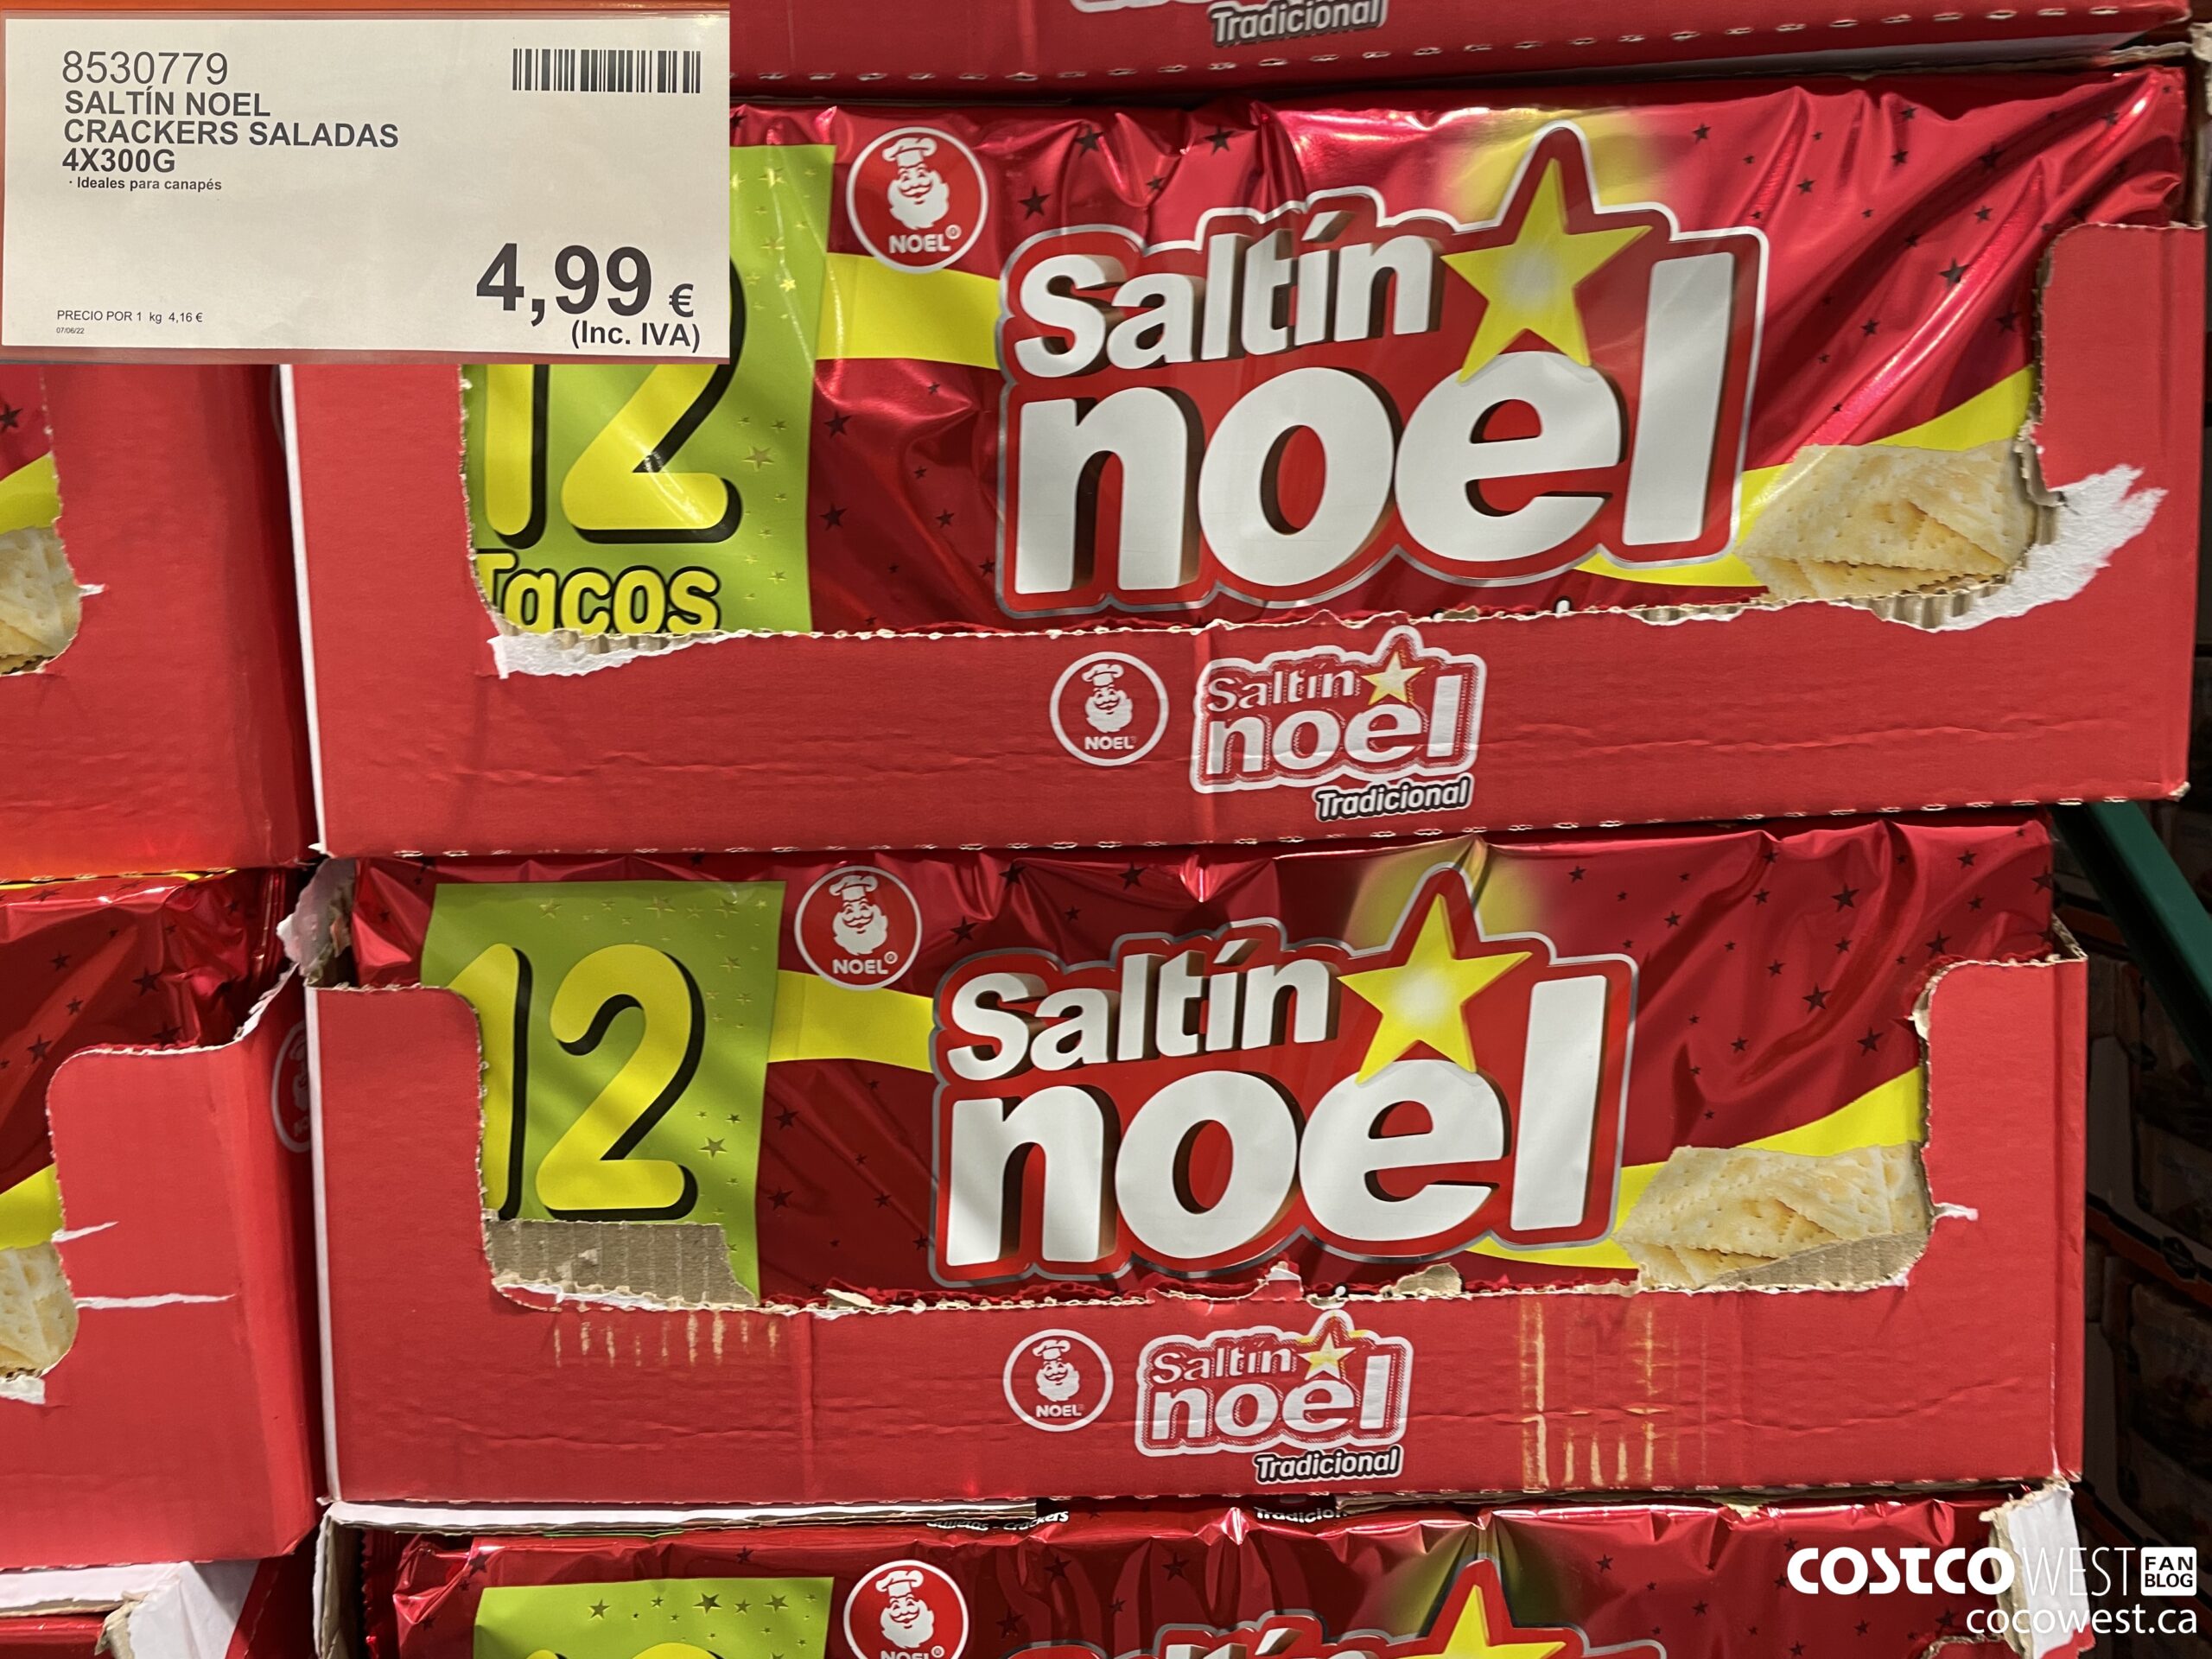 Tradicional
8530779
SALTÍN NOEL
CRACKERS SALADAS
4X300G
· Ideales para canapés
4,99 €
(Inc. IVA)
PRECIO POR 1 kg 4,16 €
07/06/22
NOEL®
Saltín
noel
12
Tacos
NOEL
Saltín
noel
Tradicional
12
NOEL®
Saltín
noel
NOEL
Saltín
noel
Tradicional
Crackers
NOEL®
COSTCO WEST FAN BLOG
cocowest.ca